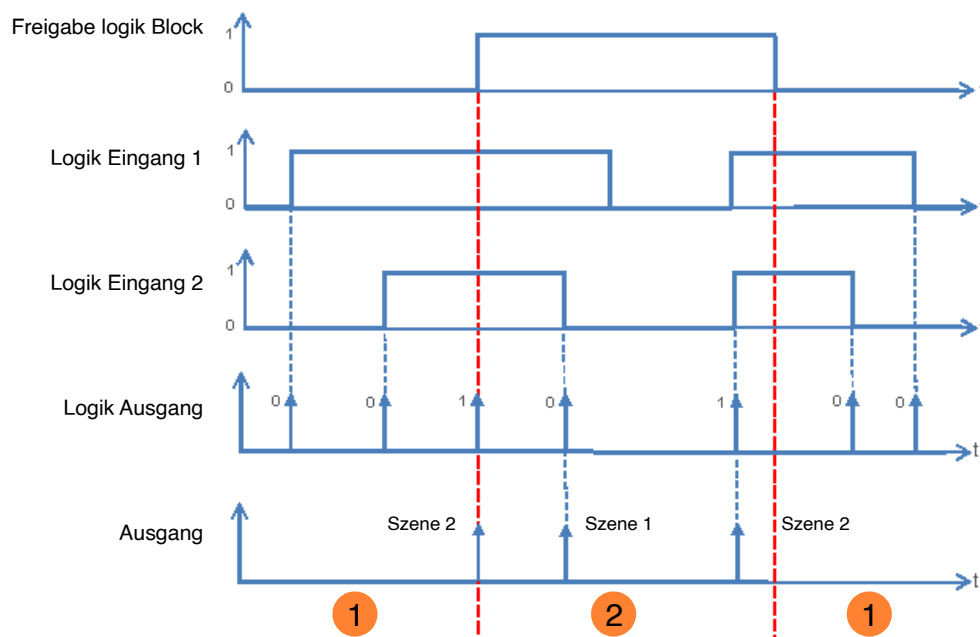 Freigabe logik Block
1
0
Logik Eingang 1
1
0
Logik Eingang 2
1
0
Logik Ausgang
0 0 1 0 1 0 0
t
Ausgang
Szene 2 Szene 1 Szene 2
t
1 2 1